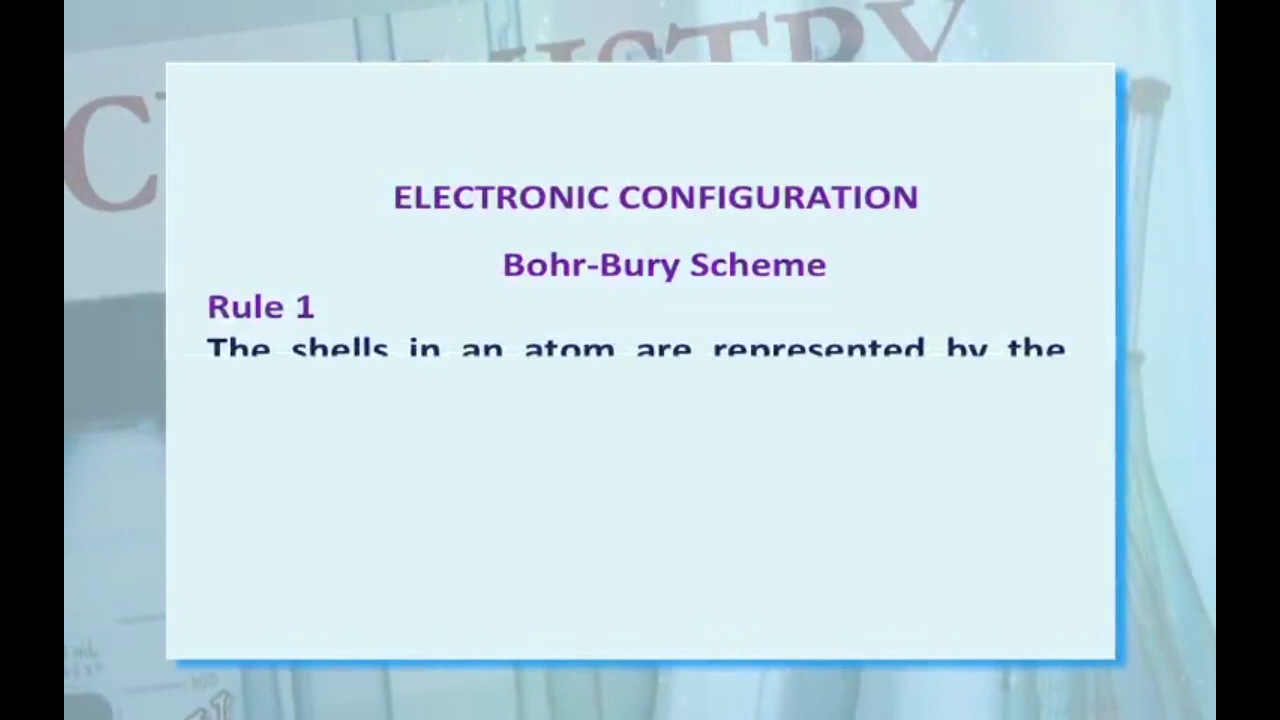 ELECTRONIC CONFIGURATION
Bohr-Bury Scheme
Rule 1
The shells in an atom are represented by the